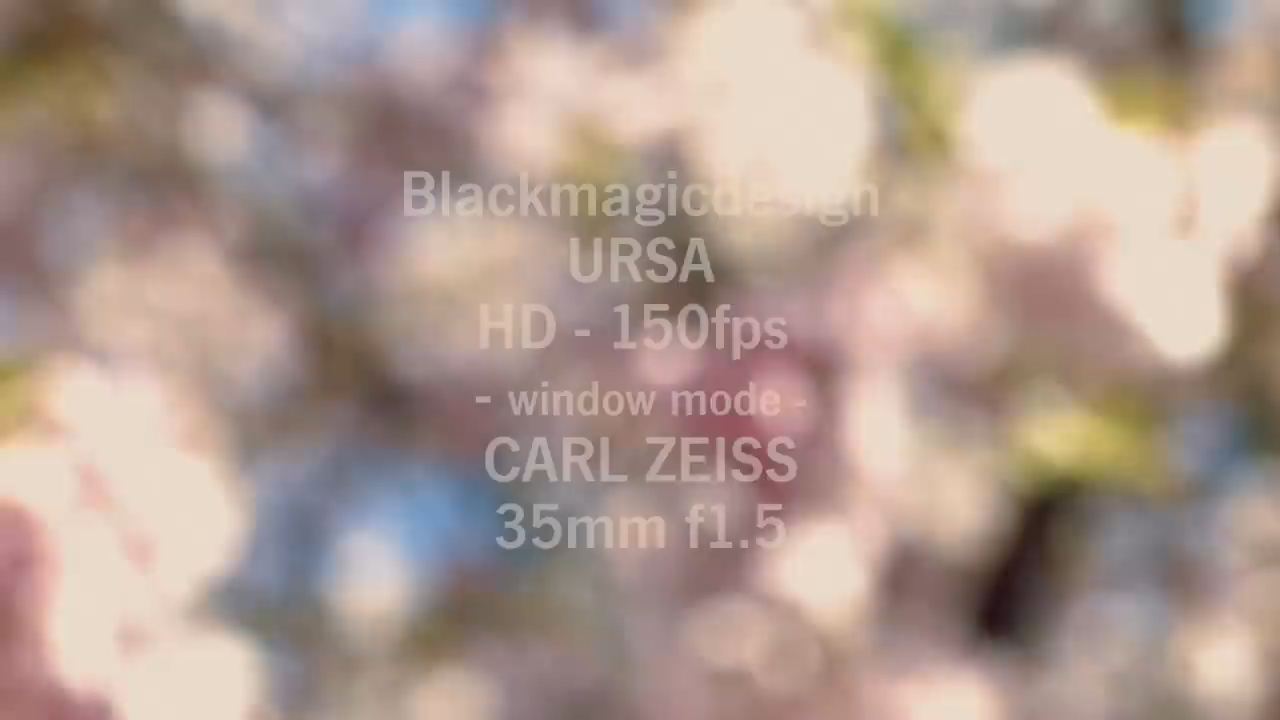 Blackmagicdesign
URSA
HD - 150fps
- window mode -
CARL ZEISS
35mm f1.5